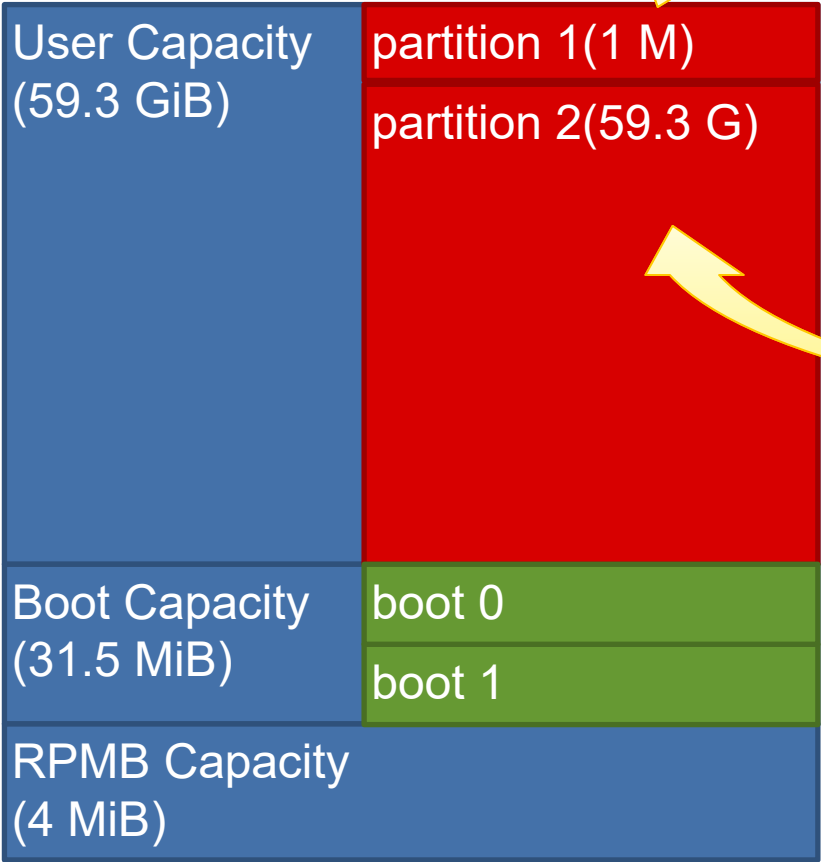 User Capacity
(59.3 GiB)
partition 1(1 M)
partition 2(59.3 G)
Boot Capacity
(31.5 MiB)
boot 0
boot 1
RPMB Capacity
(4 MiB)